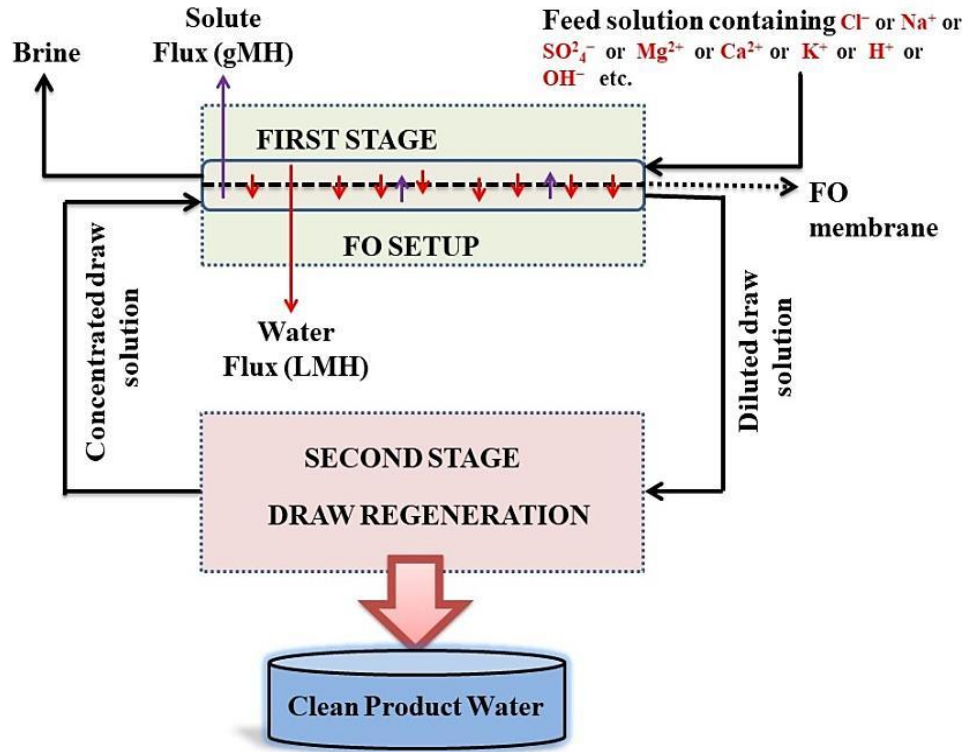 Solute
Flux (gMH)
Brine
Feed solution containing Cl⁻ or Na⁺ or
SO²₄⁻ or Mg²⁺ or Ca²⁺ or K⁺ or H⁺ or
OH⁻ etc.
FIRST STAGE
FO SETUP
FO
membrane
Water
Flux (LMH)
Concentrated draw
solution
Diluted draw
solution
SECOND STAGE
DRAW REGENERATION
Clean Product Water